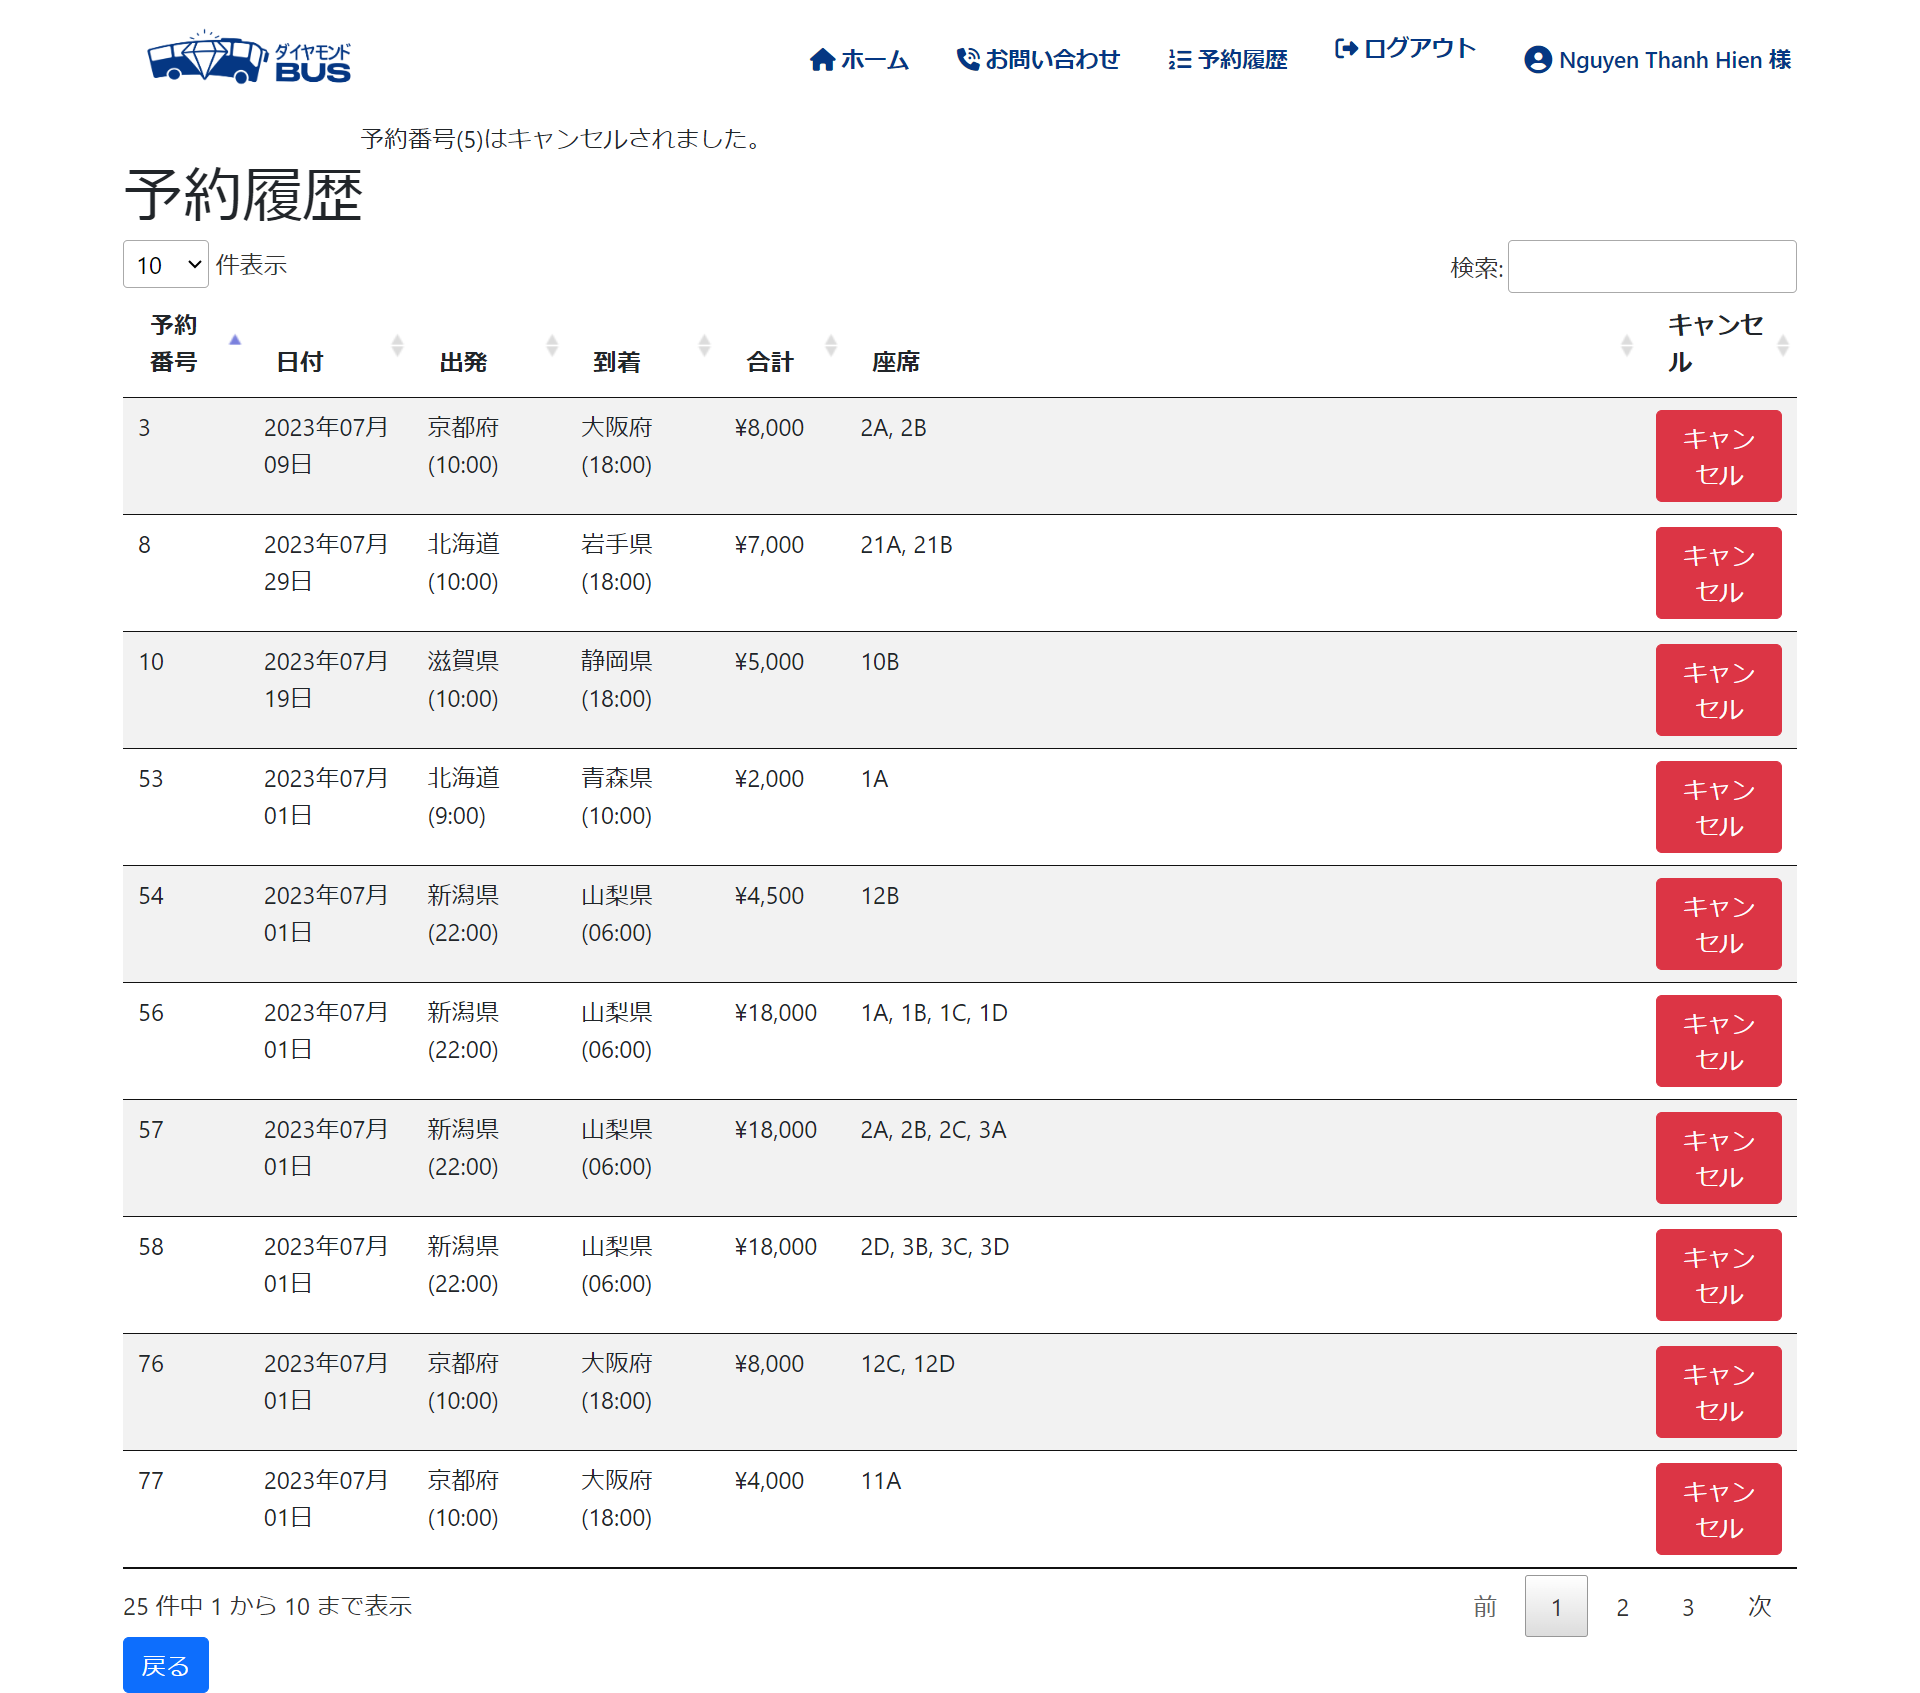 ダイヤモンド
BUS
ホーム お問い合わせ 予約履歴 ログアウト Nguyen Thanh Hien 様
予約番号(5)はキャンセルされました。
予約履歴
10 件表示 検索:
予約番号 日付 出発 到着 合計 座席 キャンセル
3 2023年07月09日 京都府(10:00) 大阪府(18:00) ¥8,000 2A, 2B キャンセル
8 2023年07月29日 北海道(10:00) 岩手県(18:00) ¥7,000 21A, 21B キャンセル
10 2023年07月19日 滋賀県(10:00) 静岡県(18:00) ¥5,000 10B キャンセル
53 2023年07月01日 北海道(9:00) 青森県(10:00) ¥2,000 1A キャンセル
54 2023年07月01日 新潟県(22:00) 山梨県(06:00) ¥4,500 12B キャンセル
56 2023年07月01日 新潟県(22:00) 山梨県(06:00) ¥18,000 1A, 1B, 1C, 1D キャンセル
57 2023年07月01日 新潟県(22:00) 山梨県(06:00) ¥18,000 2A, 2B, 2C, 3A キャンセル
58 2023年07月01日 新潟県(22:00) 山梨県(06:00) ¥18,000 2D, 3B, 3C, 3D キャンセル
76 2023年07月01日 京都府(10:00) 大阪府(18:00) ¥8,000 12C, 12D キャンセル
77 2023年07月01日 京都府(10:00) 大阪府(18:00) ¥4,000 11A キャンセル
25 件中 1 から 10 まで表示 前 1 2 3 次
戻る